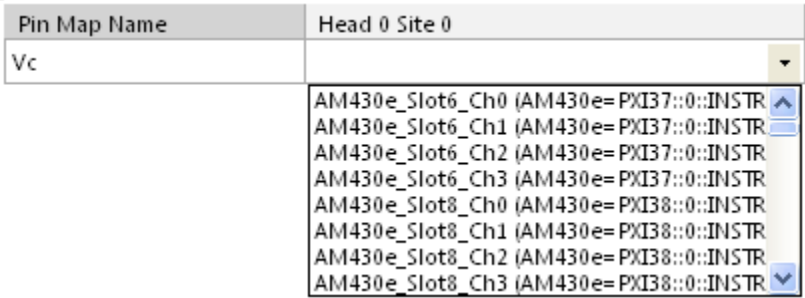 Pin Map Name Head 0 Site 0
Vc
AM430e_Slot6_Ch0 (AM430e=PXI37::0::INSTR
AM430e_Slot6_Ch1 (AM430e=PXI37::0::INSTR
AM430e_Slot6_Ch2 (AM430e=PXI37::0::INSTR
AM430e_Slot6_Ch3 (AM430e=PXI37::0::INSTR
AM430e_Slot8_Ch0 (AM430e=PXI38::0::INSTR
AM430e_Slot8_Ch1 (AM430e=PXI38::0::INSTR
AM430e_Slot8_Ch2 (AM430e=PXI38::0::INSTR
AM430e_Slot8_Ch3 (AM430e=PXI38::0::INSTR